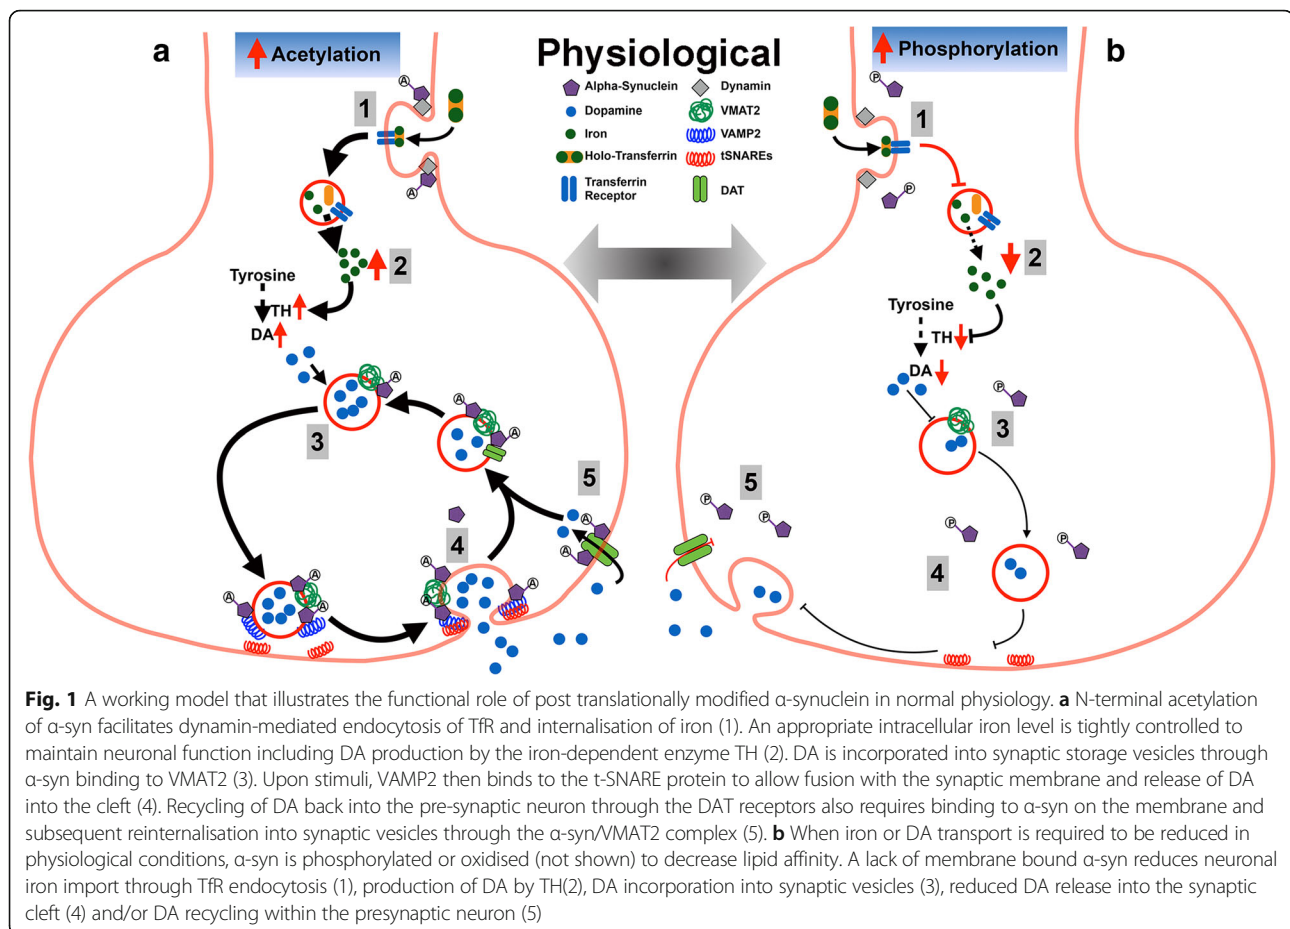 a
Acetylation
Physiological
b
Phosphorylation
Alpha-Synuclein
Dynamin
Dopamine
VMAT2
Iron
VAMP2
Holo-Transferrin
tSNAREs
Transferrin
Receptor
DAT
A
1
A
2
Tyrosine
TH
DA
A
3
A
A
5
A
A
4
A
A
A
A
A
A
P
1
P
2
Tyrosine
TH
DA
P
3
5
P
P
P
P
4
Fig. 1 A working model that illustrates the functional role of post translationally modified α-synuclein in normal physiology. a N-terminal acetylation
of α-syn facilitates dynamin-mediated endocytosis of TfR and internalisation of iron (1). An appropriate intracellular iron level is tightly controlled to
maintain neuronal function including DA production by the iron-dependent enzyme TH (2). DA is incorporated into synaptic storage vesicles through
α-syn binding to VMAT2 (3). Upon stimuli, VAMP2 then binds to the t-SNARE protein to allow fusion with the synaptic membrane and release of DA
into the cleft (4). Recycling of DA back into the pre-synaptic neuron through the DAT receptors also requires binding to α-syn on the membrane and
subsequent reinternalisation into synaptic vesicles through the α-syn/VMAT2 complex (5). b When iron or DA transport is required to be reduced in
physiological conditions, α-syn is phosphorylated or oxidised (not shown) to decrease lipid affinity. A lack of membrane bound α-syn reduces neuronal
iron import through TfR endocytosis (1), production of DA by TH(2), DA incorporation into synaptic vesicles (3), reduced DA release into the synaptic
cleft (4) and/or DA recycling within the presynaptic neuron (5)